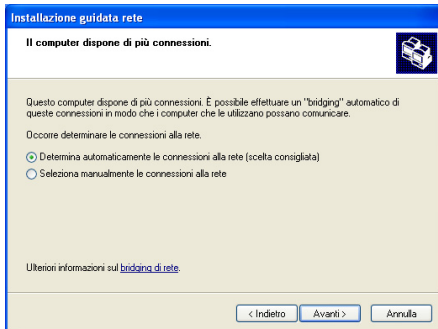 Installazione guidata rete
Il computer dispone di più connessioni.
Questo computer dispone di più connessioni. È possibile effettuare un "bridging" automatico di
queste connessioni in modo che i computer che le utilizzano possano comunicare.
Occorre determinare le connessioni alla rete.
Determina automaticamente le connessioni alla rete (scelta consigliata)
Seleziona manualmente le connessioni alla rete
Ulteriori informazioni sul bridging di rete.
< Indietro Avanti > Annulla